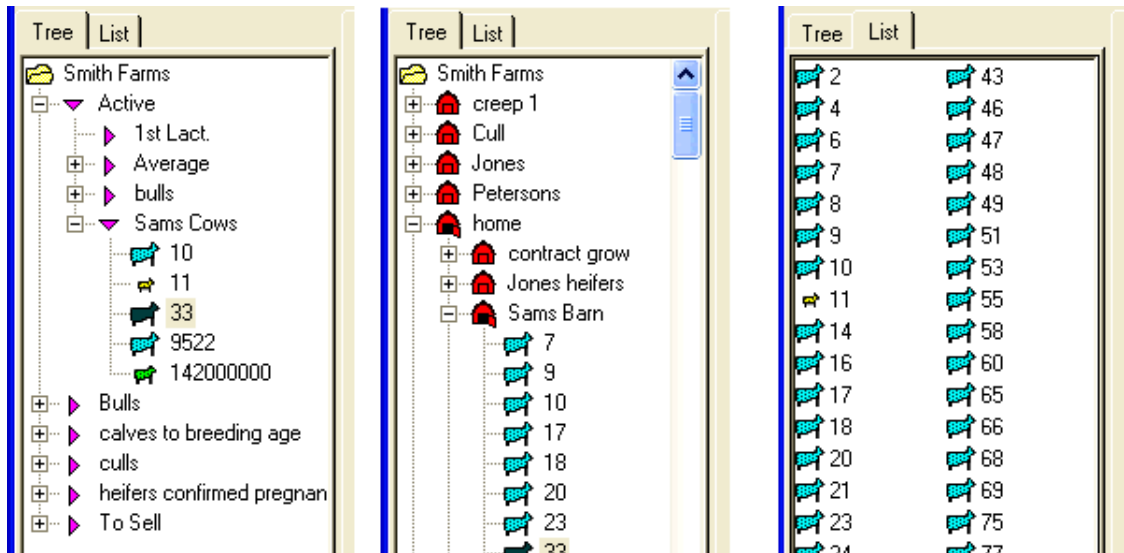 Tree List
Smith Farms
Active
1st Lact.
Average
bulls
Sams Cows
10
11
33
9522
142000000
Bulls
calves to breeding age
culls
heifers confirmed pregnan
To Sell
Tree List
Smith Farms
creep 1
Cull
Jones
Petersons
home
contract grow
Jones heifers
Sams Barn
7
9
10
17
18
20
23
33
Tree List
2 43
4 46
6 47
7 48
8 49
9 51
10 53
11 55
14 58
16 60
17 65
18 66
20 68
21 69
23 75
24 77